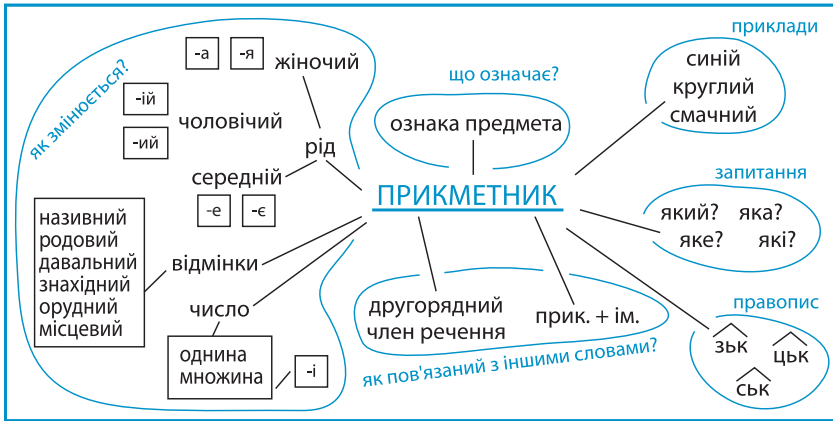 як змінюється?
-а -я жіночий
-ій
чоловічий
-ий
рід
середній
-е -є
називний
родовий
давальний
знахідний
орудний
місцевий
відмінки
число
однина
множина
-і
що означає?
ознака предмета
ПРИКМЕТНИК
другорядний
член речення
прик. + ім.
як пов'язаний з іншими словами?
приклади
синій
круглий
смачний
запитання
який? яка?
яке? які?
правопис
зьк цьк
ськ